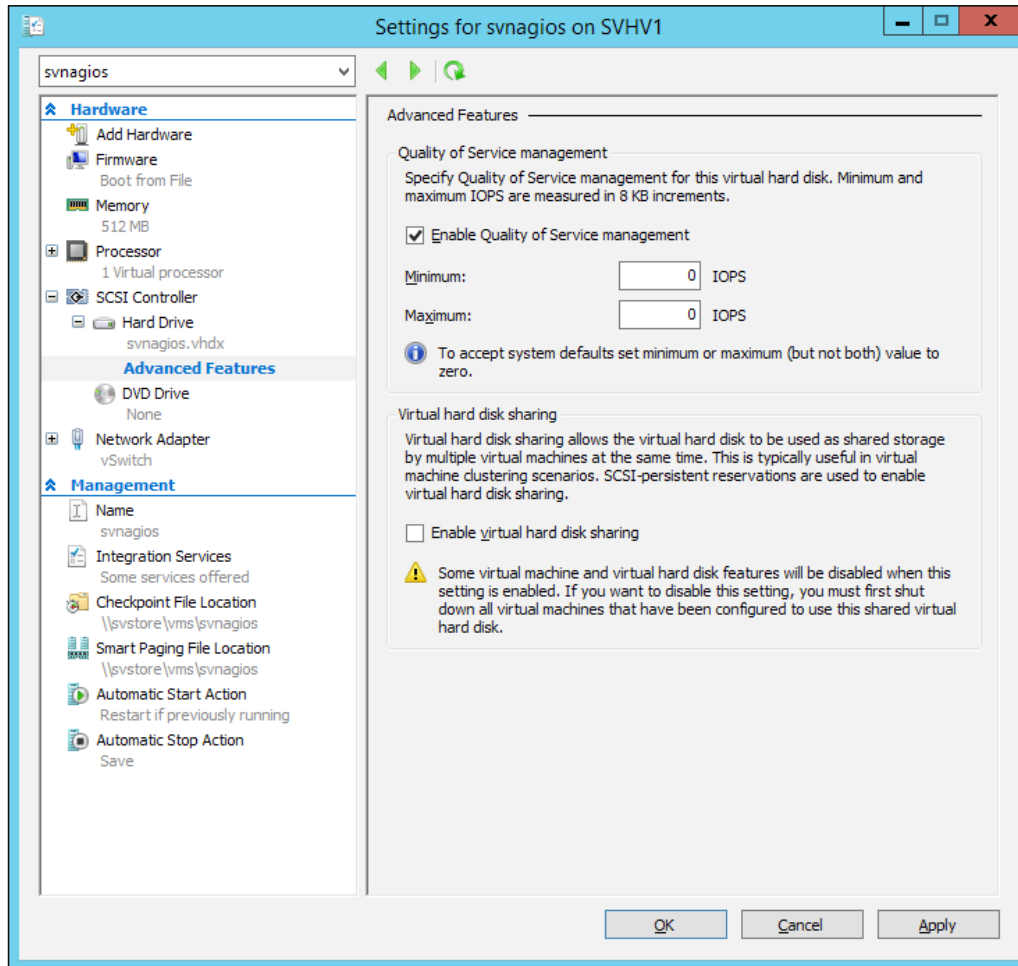 Settings for svnagios on SVHV1
X
svnagios
Hardware
Add Hardware
Firmware
Boot from File
Memory
512 MB
Processor
1 Virtual processor
SCSI Controller
Hard Drive
svnagios.vhdx
Advanced Features
DVD Drive
None
Network Adapter
vSwitch
Management
Name
svnagios
Integration Services
Some services offered
Checkpoint File Location
\\svstore\vms\svnagios
Smart Paging File Location
\\svstore\vms\svnagios
Automatic Start Action
Restart if previously running
Automatic Stop Action
Save
Advanced Features
Quality of Service management
Specify Quality of Service management for this virtual hard disk. Minimum and
maximum IOPS are measured in 8 KB increments.
Enable Quality of Service management
Minimum: 0 IOPS
Maximum: 0 IOPS
To accept system defaults set minimum or maximum (but not both) value to
zero.
Virtual hard disk sharing
Virtual hard disk sharing allows the virtual hard disk to be used as shared storage
by multiple virtual machines at the same time. This is typically useful in virtual
machine clustering scenarios. SCSI-persistent reservations are used to enable
virtual hard disk sharing.
Enable virtual hard disk sharing
Some virtual machine and virtual hard disk features will be disabled when this
setting is enabled. If you want to disable this setting, you must first shut
down all virtual machines that have been configured to use this shared virtual
hard disk.
OK Cancel Apply